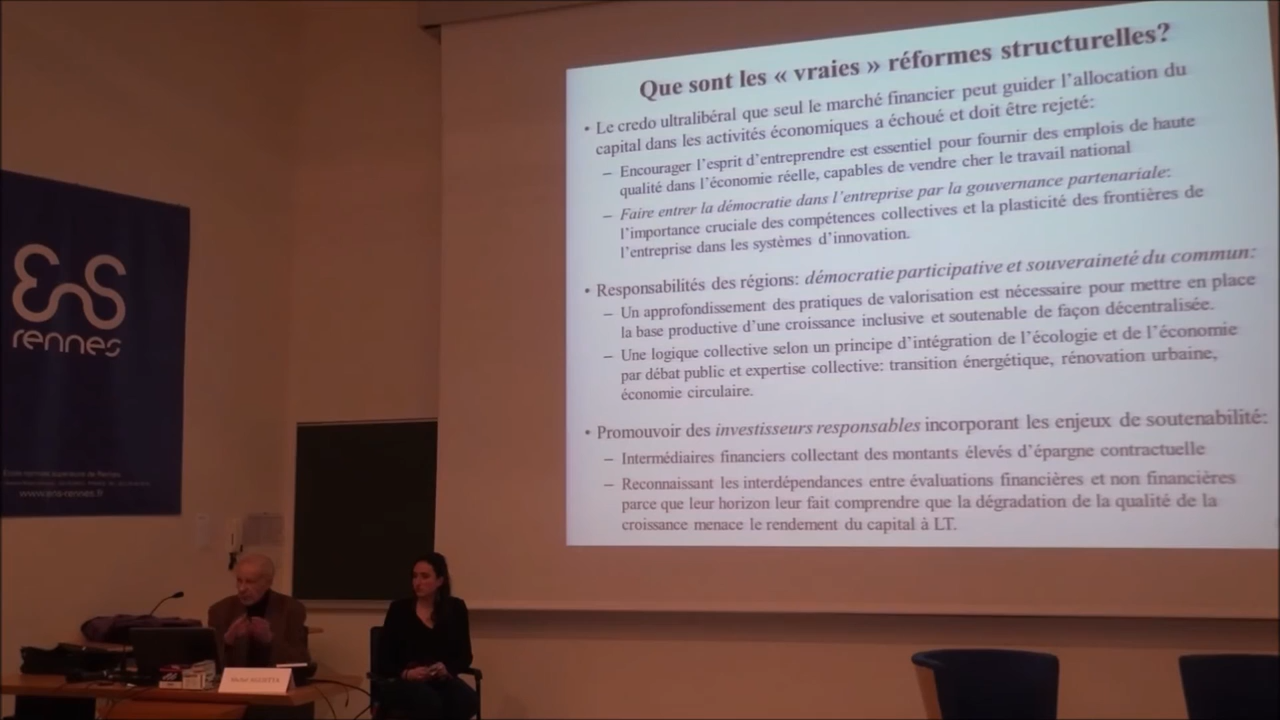 ens
rennes
www.ens-rennes.fr
Que sont les « vraies » réformes structurelles?
• Le credo ultralibéral que seul le marché financier peut guider l'allocation du
capital dans les activités économiques a échoué et doit être rejeté:
– Encourager l'esprit d'entreprendre est essentiel pour fournir des emplois de haute
qualité dans l'économie réelle, capables de vendre cher le travail national
– Faire entrer la démocratie dans l'entreprise par la gouvernance partenariale:
l'importance cruciale des compétences collectives et la plasticité des frontières de
l'entreprise dans les systèmes d'innovation.
• Responsabilités des régions: démocratie participative et souveraineté du commun:
– Un approfondissement des pratiques de valorisation est nécessaire pour mettre en place
la base productive d'une croissance inclusive et soutenable de façon décentralisée.
– Une logique collective selon un principe d'intégration de l'écologie et de l'économie
par débat public et expertise collective: transition énergétique, rénovation urbaine,
économie circulaire.
• Promouvoir des investisseurs responsables incorporant les enjeux de soutenabilité:
– Intermédiaires financiers collectant des montants élevés d'épargne contractuelle
– Reconnaissant les interdépendances entre évaluations financières et non financières
parce que leur horizon leur fait comprendre que la dégradation de la qualité de la
croissance menace le rendement du capital à LT.
Michel AGLIETTA